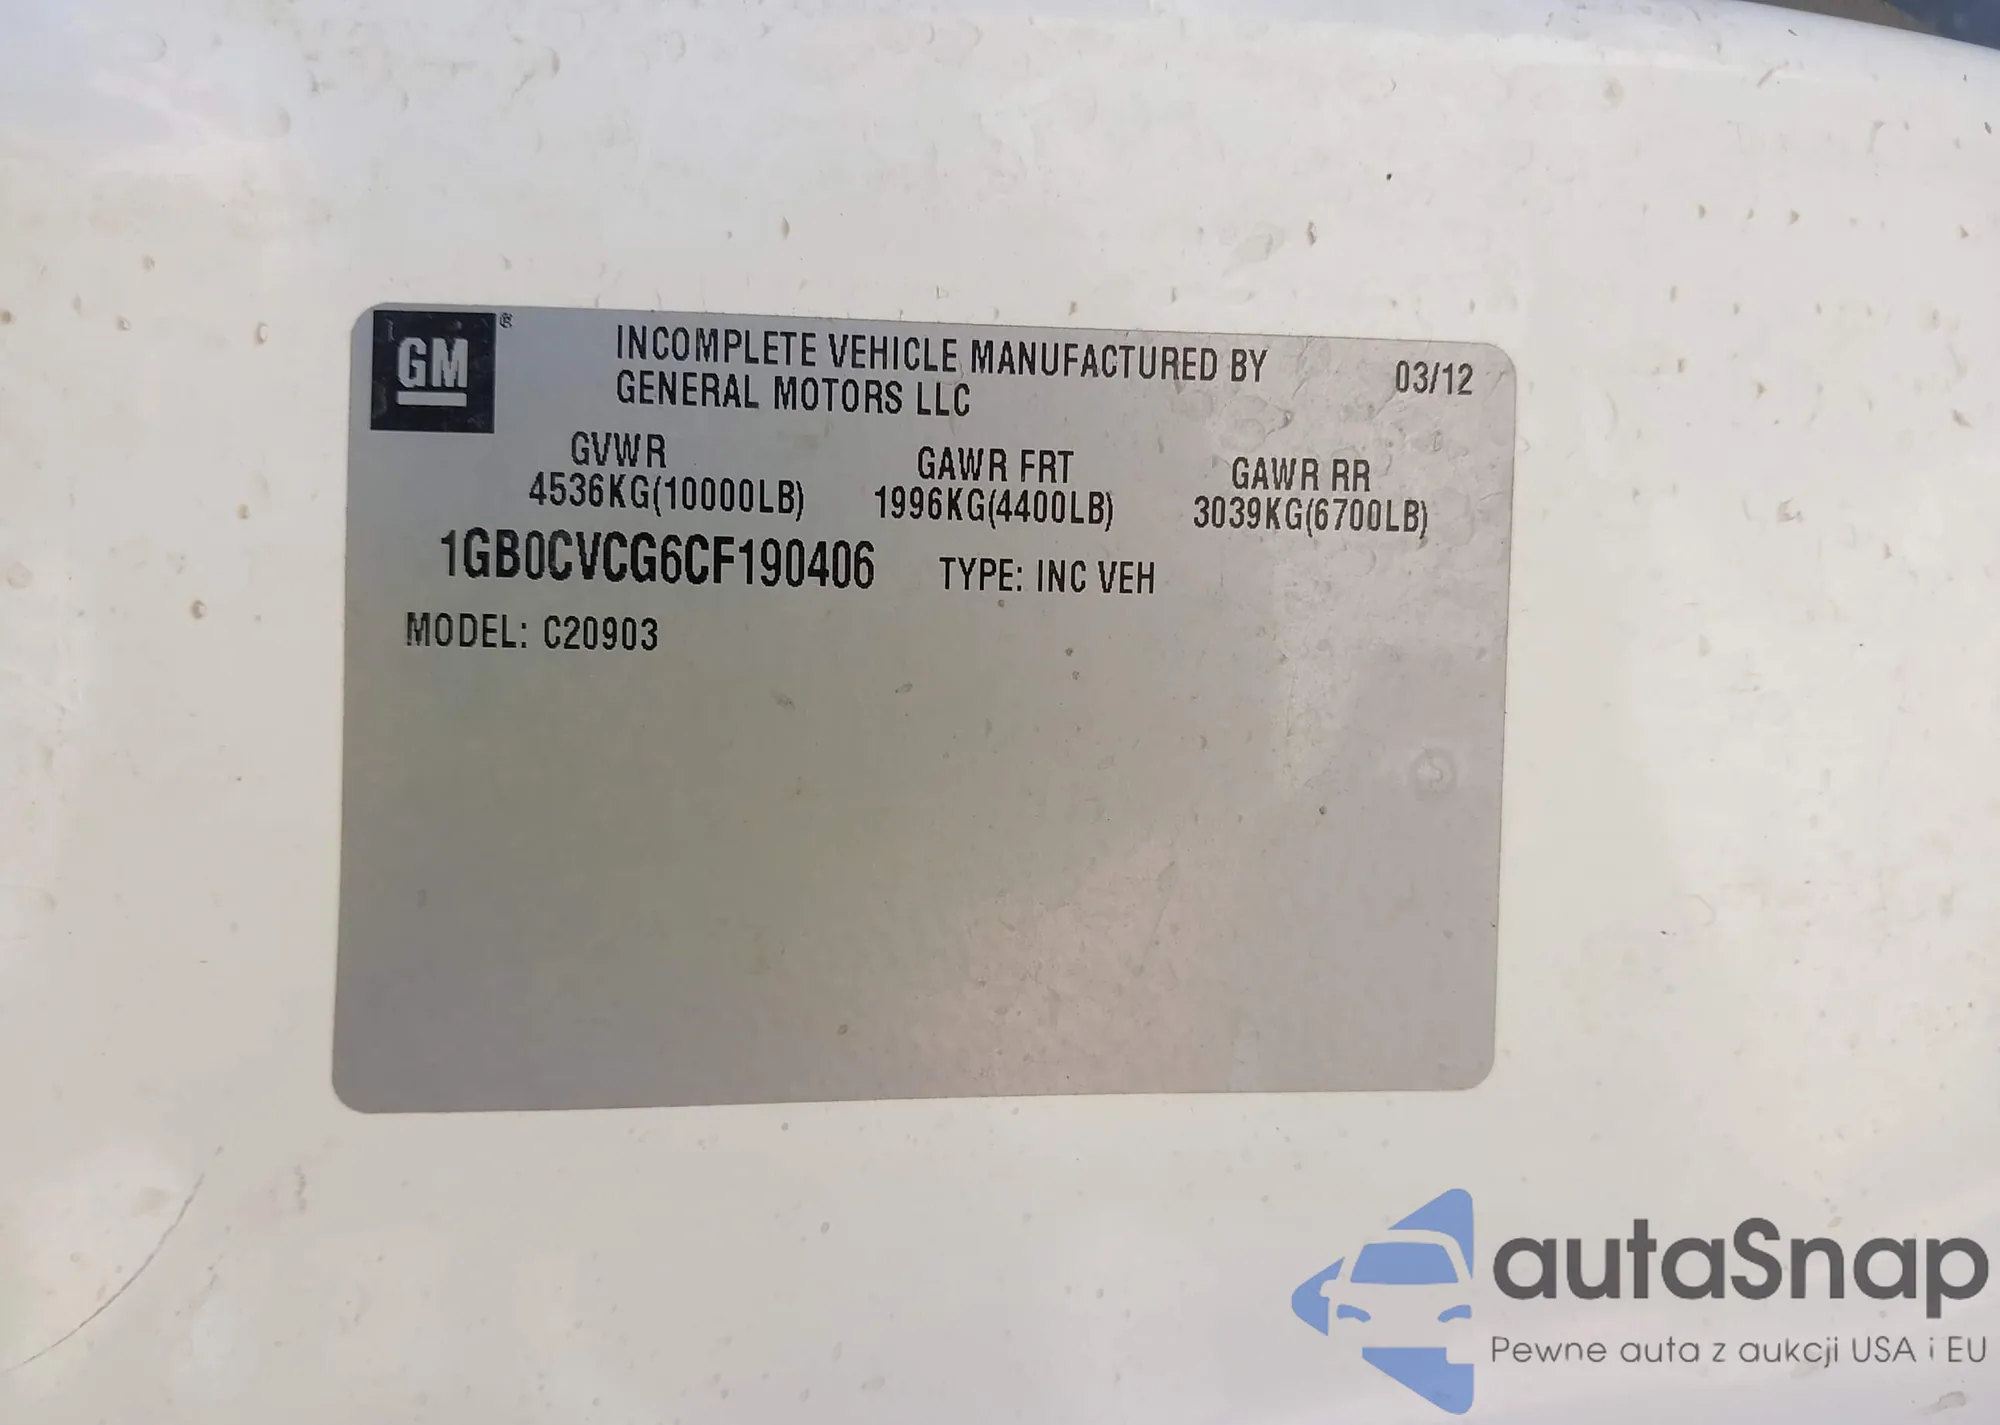 GM ®
INCOMPLETE VEHICLE MANUFACTURED BY
GENERAL MOTORS LLC
03/12
GVWR
4536KG(10000LB)
GAWR FRT
1996KG(4400LB)
GAWR RR
3039KG(6700LB)
1GB0CVCG6CF190406
TYPE: INC VEH
MODEL: C20903
autaSnap
Pewne auta z aukcji USA i EU